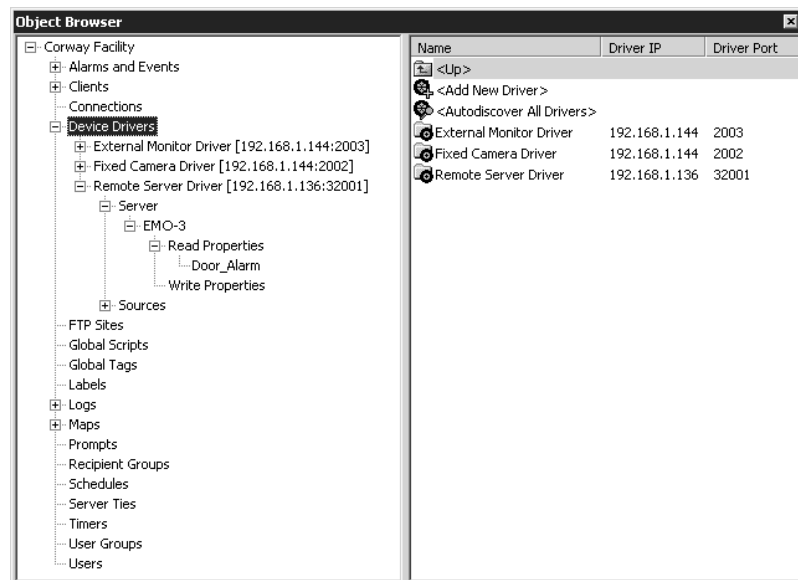 Object Browser
Corway Facility
Alarms and Events
Clients
Connections
Device Drivers
External Monitor Driver [192.168.1.144:2003]
Fixed Camera Driver [192.168.1.144:2002]
Remote Server Driver [192.168.1.136:32001]
Server
EMO-3
Read Properties
Door_Alarm
Write Properties
Sources
FTP Sites
Global Scripts
Global Tags
Labels
Logs
Maps
Prompts
Recipient Groups
Schedules
Server Ties
Timers
User Groups
Users
Name Driver IP Driver Port
<Up>
<Add New Driver>
<Autodiscover All Drivers>
External Monitor Driver 192.168.1.144 2003
Fixed Camera Driver 192.168.1.144 2002
Remote Server Driver 192.168.1.136 32001